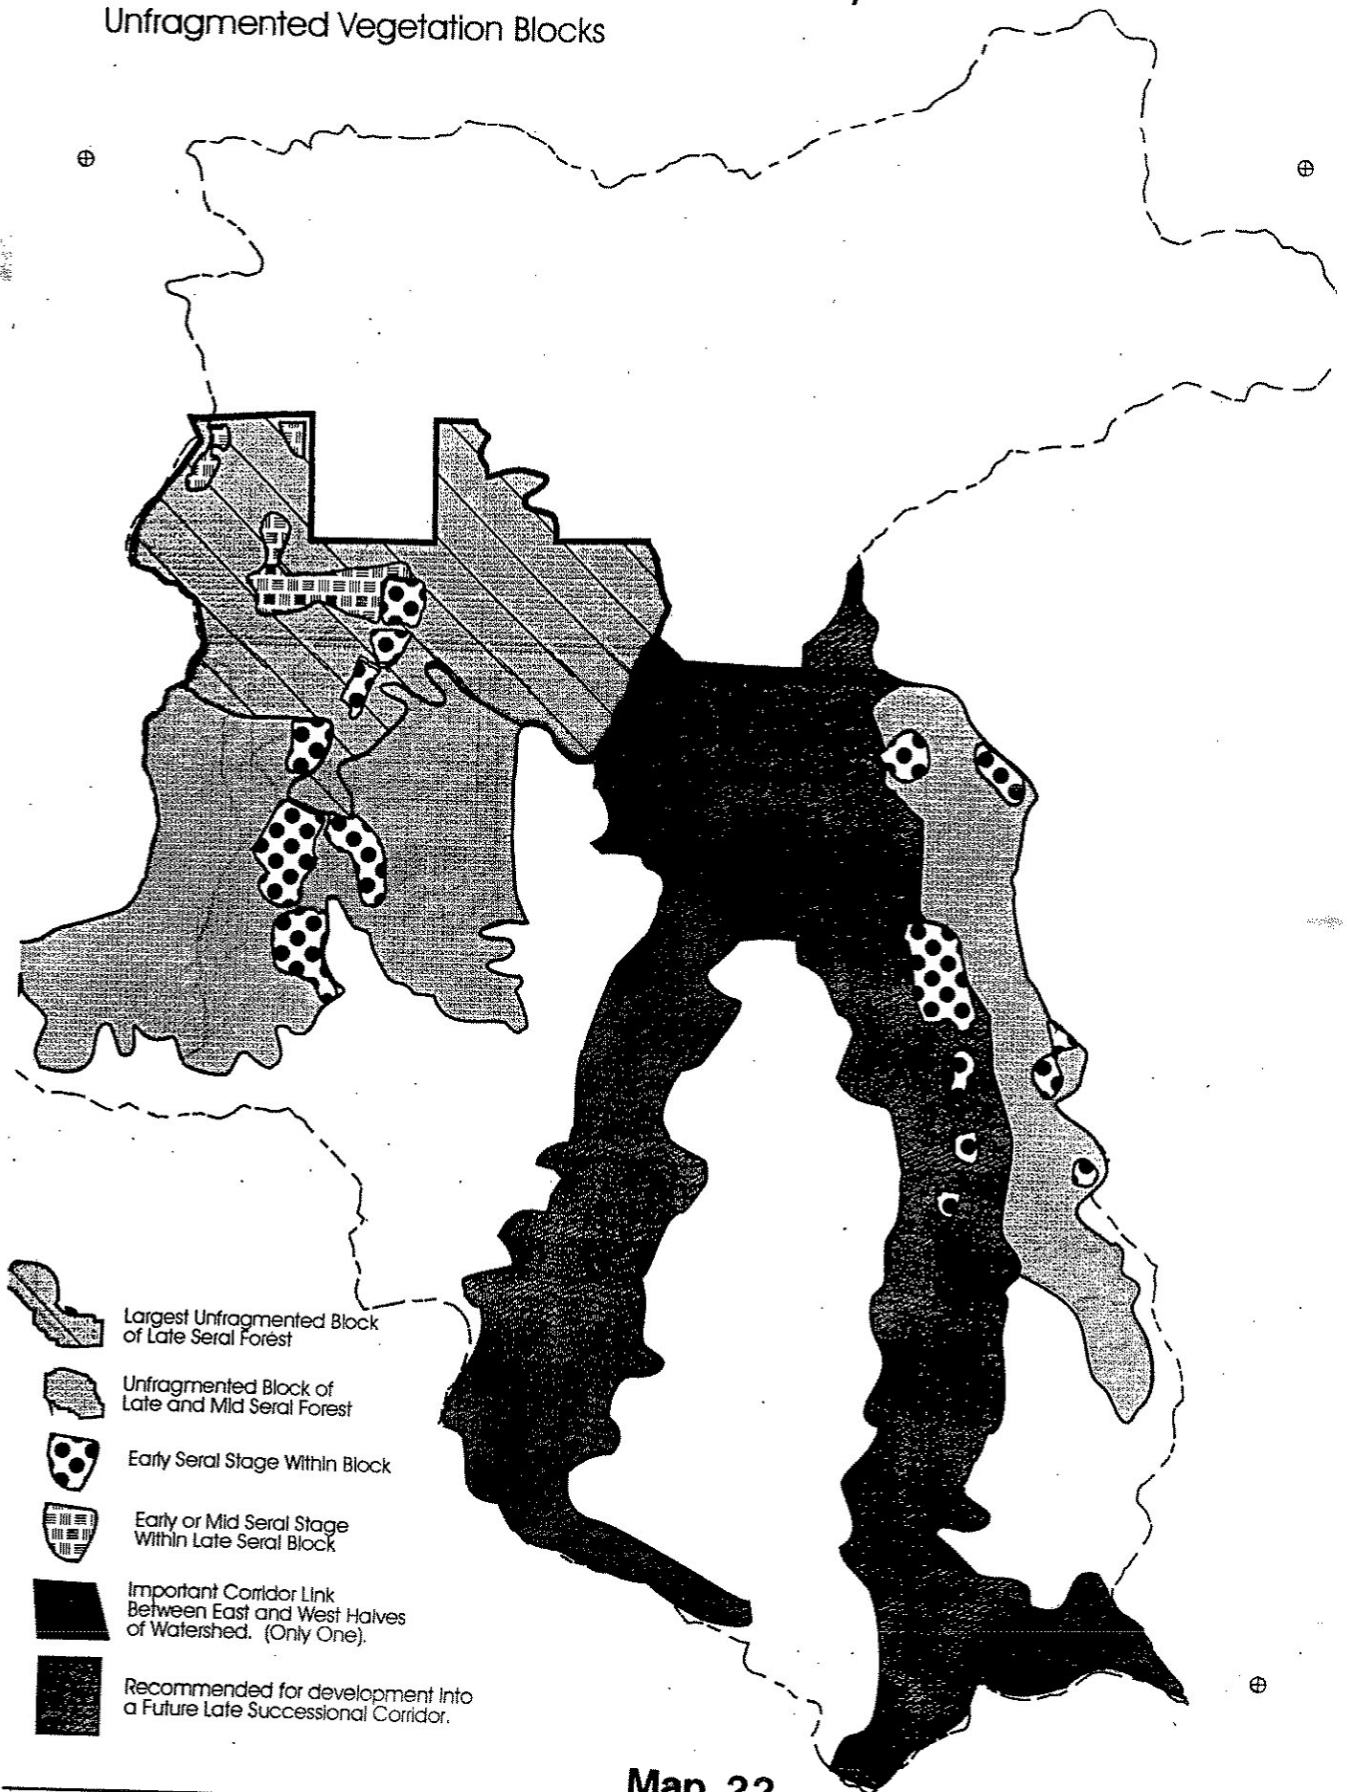 Unfragmented Vegetation Blocks
Largest Unfragmented Block
of Late Seral Forest
Unfragmented Block of
Late and Mid Seral Forest
Early Seral Stage Within Block
Early or Mid Seral Stage
Within Late Seral Block
Important Corridor Link
Between East and West Halves
of Watershed. (Only One).
Recommended for development into
a Future Late Successional Corridor.
Map 22